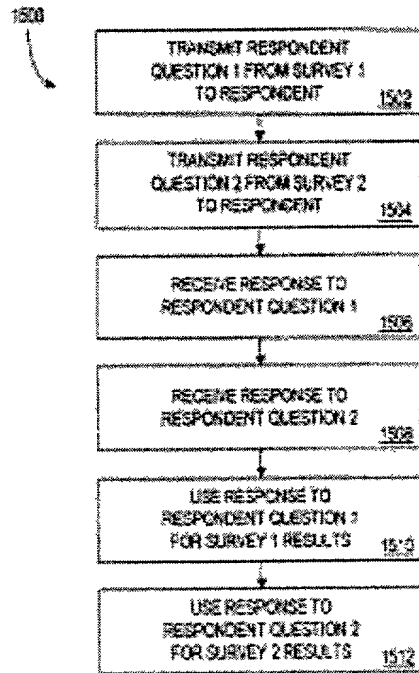 1500
TRANSMIT RESPONDENT
QUESTION 1 FROM SURVEY 1
TO RESPONDENT
1502
TRANSMIT RESPONDENT
QUESTION 2 FROM SURVEY 2
TO RESPONDENT
1504
RECEIVE RESPONSE TO
RESPONDENT QUESTION 1
1506
RECEIVE RESPONSE TO
RESPONDENT QUESTION 2
1508
USE RESPONSE TO
RESPONDENT QUESTION 1
FOR SURVEY 1 RESULTS
1510
USE RESPONSE TO
RESPONDENT QUESTION 2
FOR SURVEY 2 RESULTS
1512